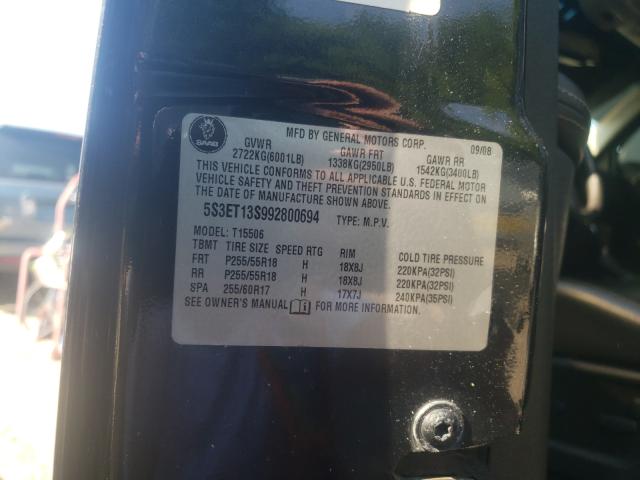 SAAB
MFD BY GENERAL MOTORS CORP. 09/08
GVWR GAWR FRT GAWR RR
2722KG(6001LB) 1338KG(2950LB) 1542KG(3400LB)
THIS VEHICLE CONFORMS TO ALL APPLICABLE U.S. FEDERAL MOTOR
VEHICLE SAFETY AND THEFT PREVENTION STANDARDS IN EFFECT ON
THE DATE OF MANUFACTURE SHOWN ABOVE.
5S3ET13S992800694 TYPE: M.P.V.
MODEL: T15506
TBMT TIRE SIZE SPEED RTG RIM COLD TIRE PRESSURE
FRT P255/55R18 H 18X8J 220KPA(32PSI)
RR P255/55R18 H 18X8J 220KPA(32PSI)
SPA 255/60R17 H 17X7J 240KPA(35PSI)
SEE OWNER'S MANUAL FOR MORE INFORMATION.